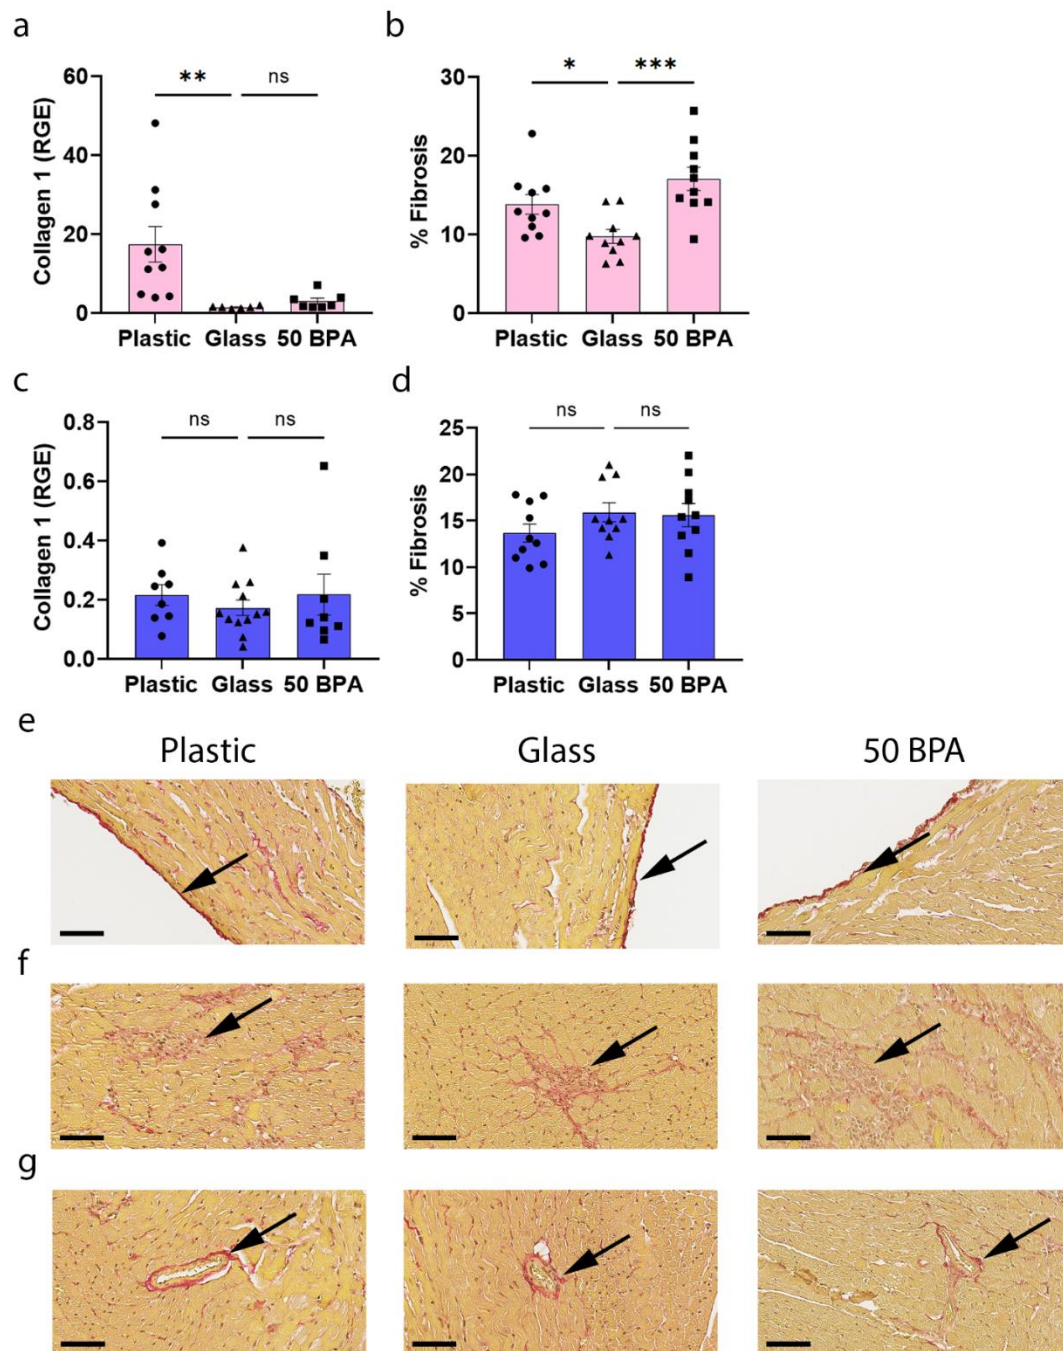 a
b
** ns
* ***
60
40
20
0
Collagen 1 (RGE)
Plastic Glass 50 BPA
30
20
10
0
% Fibrosis
Plastic Glass 50 BPA
c
d
ns ns
ns ns
0.8
0.6
0.4
0.2
0.0
Collagen 1 (RGE)
Plastic Glass 50 BPA
25
20
15
10
5
0
% Fibrosis
Plastic Glass 50 BPA
e
Plastic Glass 50 BPA
f
g